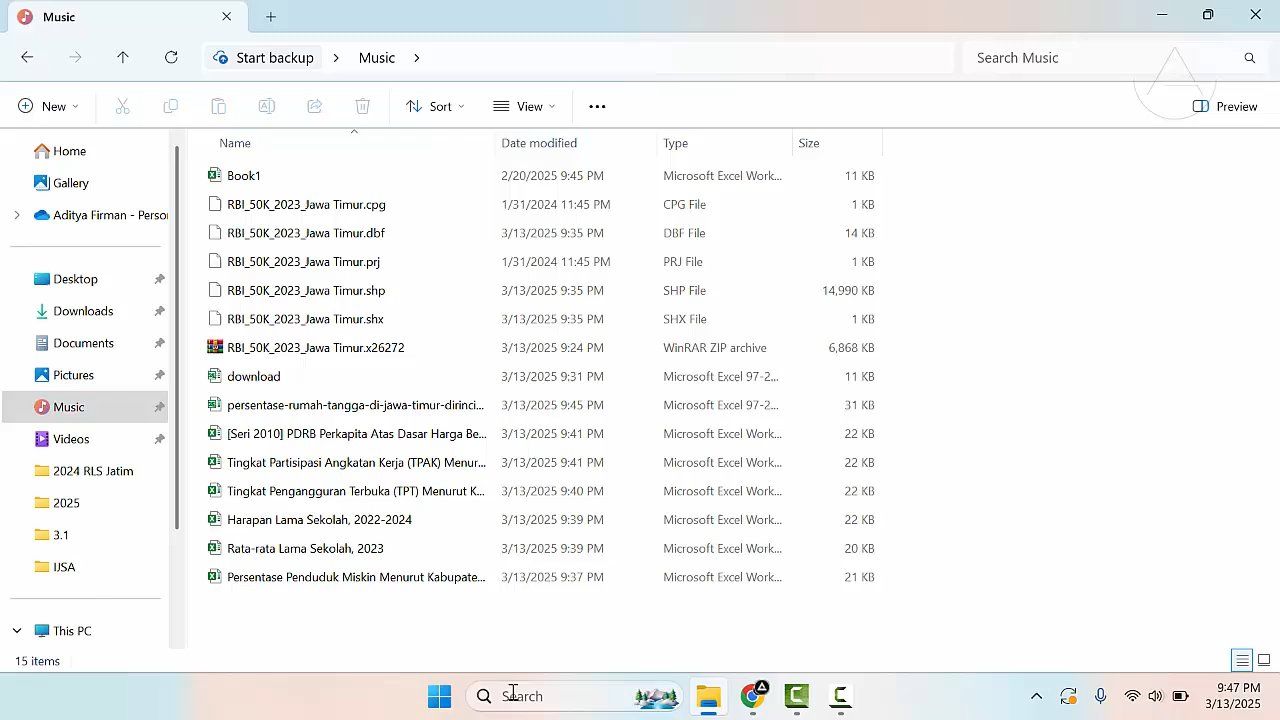 Music
Start backup
Music
Search Music
New
Sort
View
Preview
Home
Gallery
Aditya Firman - Perso
Desktop
Downloads
Documents
Pictures
Music
Videos
2024 RLS Jatim
2025
3.1
IJSA
This PC
Name Date modified Type Size
Book1 2/20/2025 9:45 PM Microsoft Excel Work... 11 KB
RBI_50K_2023_Jawa Timur.cpg 1/31/2024 11:45 PM CPG File 1 KB
RBI_50K_2023_Jawa Timur.dbf 3/13/2025 9:35 PM DBF File 14 KB
RBI_50K_2023_Jawa Timur.prj 1/31/2024 11:45 PM PRJ File 1 KB
RBI_50K_2023_Jawa Timur.shp 3/13/2025 9:35 PM SHP File 14,990 KB
RBI_50K_2023_Jawa Timur.shx 3/13/2025 9:35 PM SHX File 1 KB
RBI_50K_2023_Jawa Timur.x26272 3/13/2025 9:24 PM WinRAR ZIP archive 6,868 KB
download 3/13/2025 9:31 PM Microsoft Excel 97-2... 11 KB
persentase-rumah-tangga-di-jawa-timur-dirinci... 3/13/2025 9:45 PM Microsoft Excel 97-2... 31 KB
[Seri 2010] PDRB Perkapita Atas Dasar Harga Be... 3/13/2025 9:41 PM Microsoft Excel Work... 22 KB
Tingkat Partisipasi Angkatan Kerja (TPAK) Menur... 3/13/2025 9:41 PM Microsoft Excel Work... 22 KB
Tingkat Pengangguran Terbuka (TPT) Menurut K... 3/13/2025 9:40 PM Microsoft Excel Work... 22 KB
Harapan Lama Sekolah, 2022-2024 3/13/2025 9:39 PM Microsoft Excel Work... 22 KB
Rata-rata Lama Sekolah, 2023 3/13/2025 9:39 PM Microsoft Excel Work... 20 KB
Persentase Penduduk Miskin Menurut Kabupate... 3/13/2025 9:37 PM Microsoft Excel Work... 21 KB
15 items
Search
9:47 PM
3/13/2025